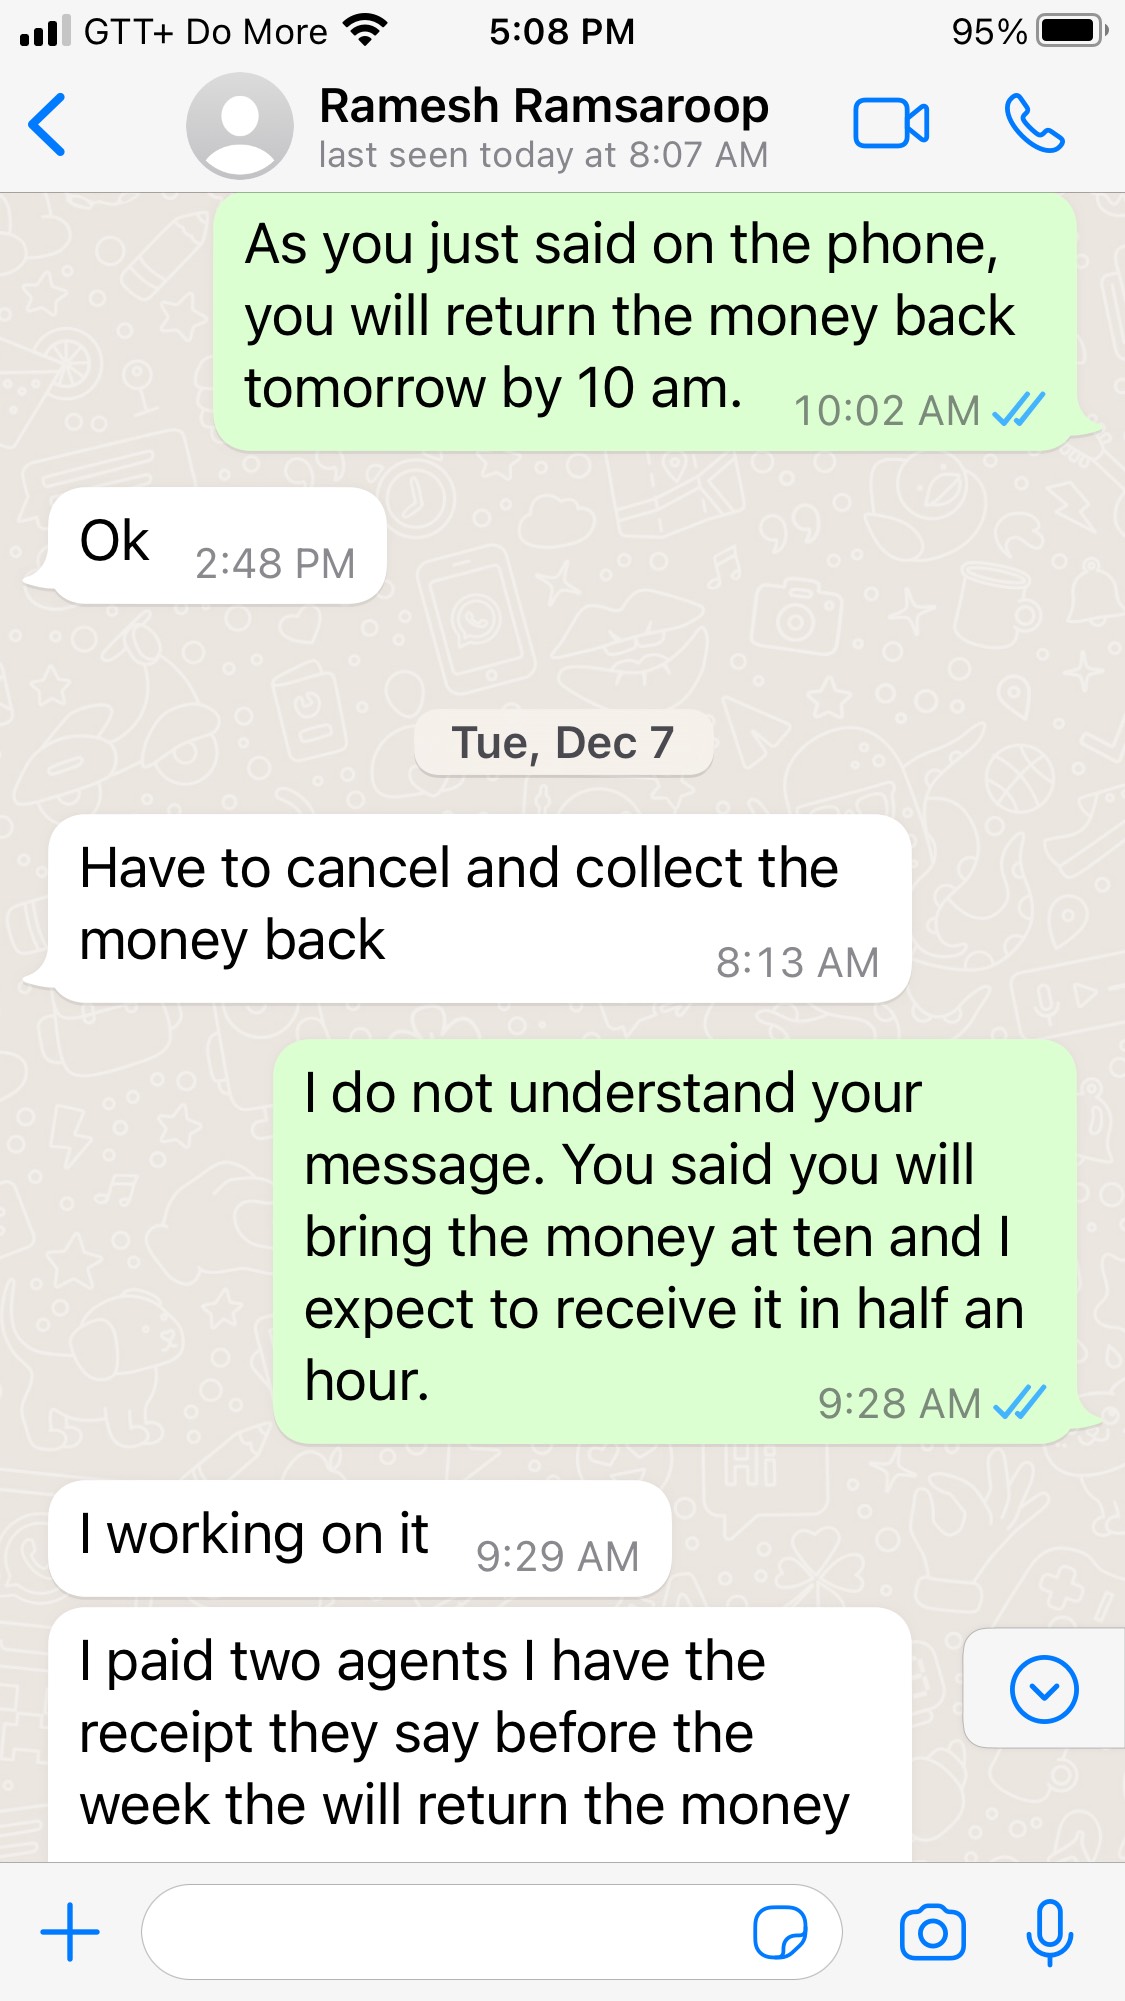 GTT+ Do More 5:08 PM 95%
Ramesh Ramsaroop
last seen today at 8:07 AM
As you just said on the phone,
you will return the money back
tomorrow by 10 am. 10:02 AM
Ok 2:48 PM
Tue, Dec 7
Have to cancel and collect the
money back 8:13 AM
I do not understand your
message. You said you will
bring the money at ten and I
expect to receive it in half an
hour. 9:28 AM
I working on it 9:29 AM
I paid two agents I have the
receipt they say before the
week the will return the money